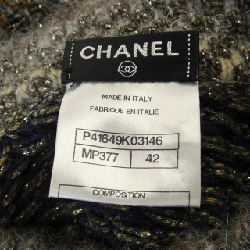 CHANEL
MADE IN ITALY
FABRIQUE EN ITALIE
P41649K03146
MP377 42
COMPOSITION